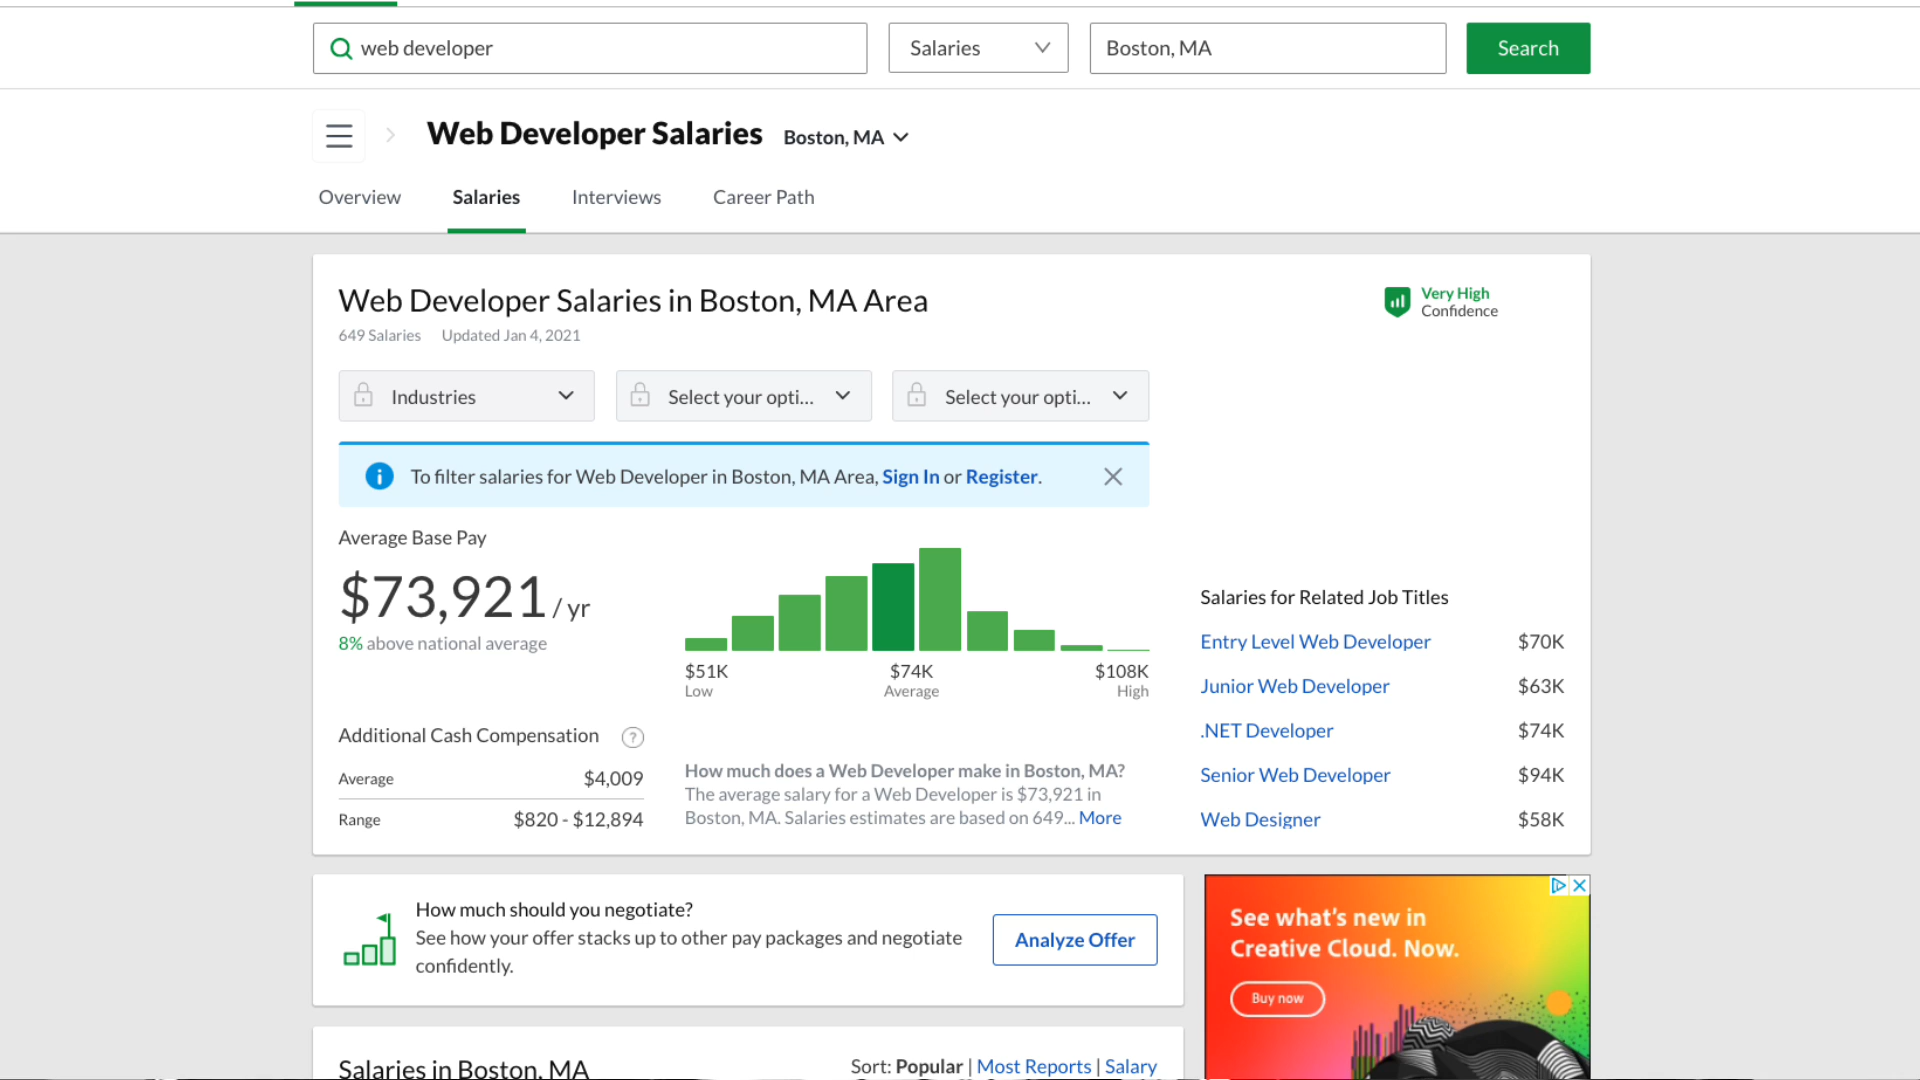 web developer
Salaries
Boston, MA
Search
Web Developer Salaries
Boston, MA
Overview
Salaries
Interviews
Career Path
Web Developer Salaries in Boston, MA Area
649 Salaries Updated Jan 4, 2021
Very High
Confidence
Industries
Select your opti...
Select your opti...
To filter salaries for Web Developer in Boston, MA Area, Sign In or Register.
Average Base Pay
$73,921 / yr
8% above national average
$51K
Low
$74K
Average
$108K
High
Additional Cash Compensation ?
Average $4,009
Range $820 - $12,894
How much does a Web Developer make in Boston, MA?
The average salary for a Web Developer is $73,921 in
Boston, MA. Salaries estimates are based on 649... More
Salaries for Related Job Titles
Entry Level Web Developer $70K
Junior Web Developer $63K
.NET Developer $74K
Senior Web Developer $94K
Web Designer $58K
How much should you negotiate?
See how your offer stacks up to other pay packages and negotiate
confidently.
Analyze Offer
See what's new in
Creative Cloud. Now.
Buy now
Salaries in Boston, MA
Sort: Popular | Most Reports | Salary